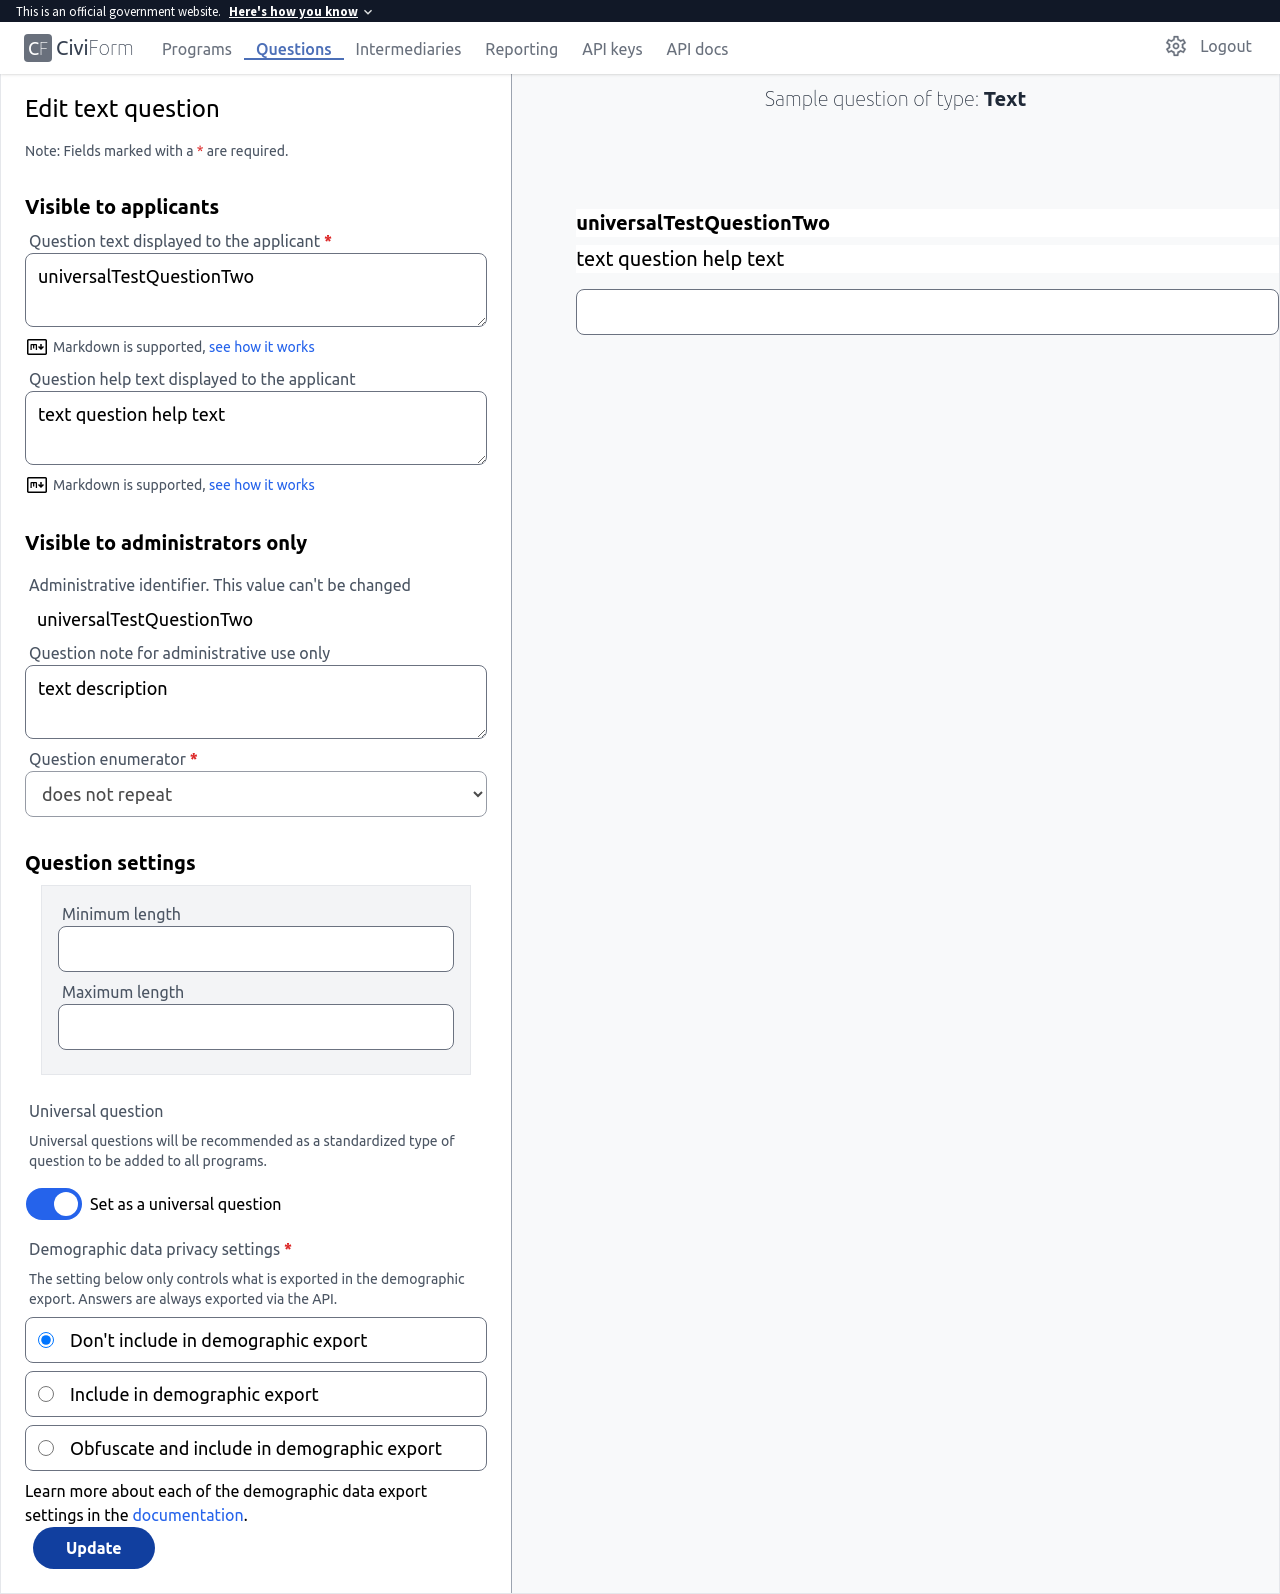 This is an official government website. Here's how you know
CF CiviForm Programs Questions Intermediaries Reporting API keys API docs Logout
Edit text question
Note: Fields marked with a * are required.
Visible to applicants
Question text displayed to the applicant *
universalTestQuestionTwo
Markdown is supported, see how it works
Question help text displayed to the applicant
text question help text
Markdown is supported, see how it works
Visible to administrators only
Administrative identifier. This value can't be changed
universalTestQuestionTwo
Question note for administrative use only
text description
Question enumerator *
does not repeat
Question settings
Minimum length
Maximum length
Universal question
Universal questions will be recommended as a standardized type of
question to be added to all programs.
Set as a universal question
Demographic data privacy settings *
The setting below only controls what is exported in the demographic
export. Answers are always exported via the API.
Don't include in demographic export
Include in demographic export
Obfuscate and include in demographic export
Learn more about each of the demographic data export
settings in the documentation.
Update
Sample question of type: Text
universalTestQuestionTwo
text question help text